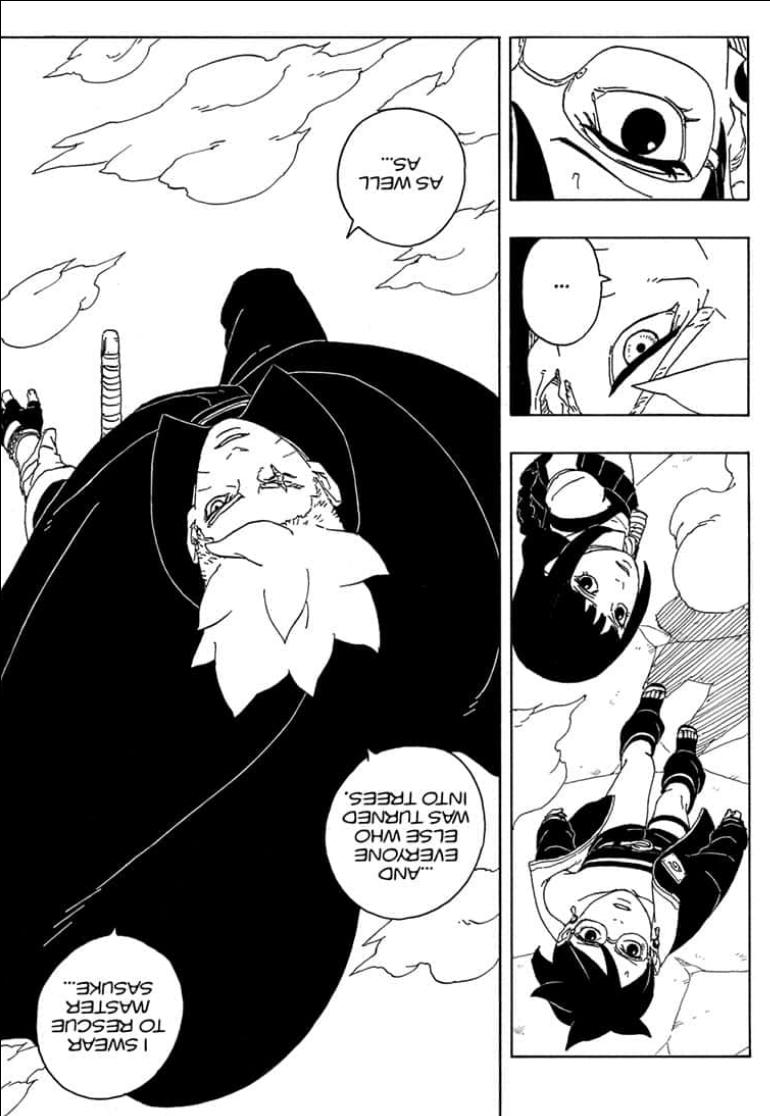 I SWEAR
TO RESCUE
MASTER
SASUKE...
...AND
EVERYONE
ELSE WHO
WAS TURNED
INTO TREES.
AS WELL
AS...
...